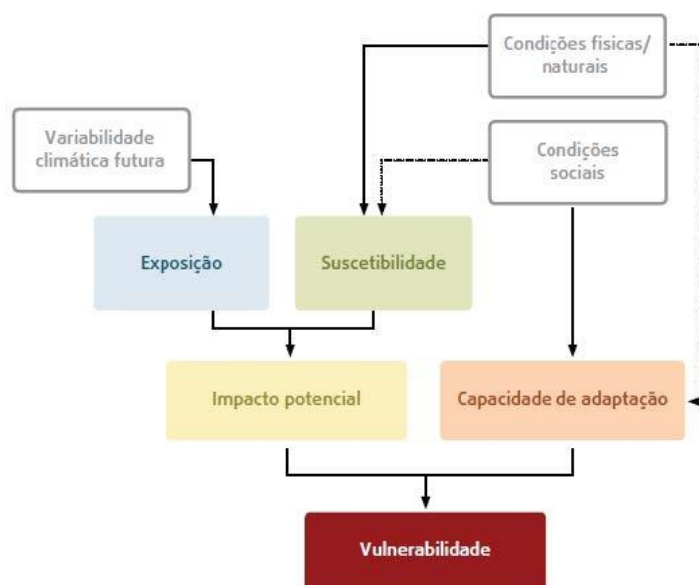 Condições fisicas/
naturais
Variabilidade
climática futura
Condições
sociais
Exposição
Suscetibilidade
Impacto potencial
Capacidade de adaptação
Vulnerabilidade